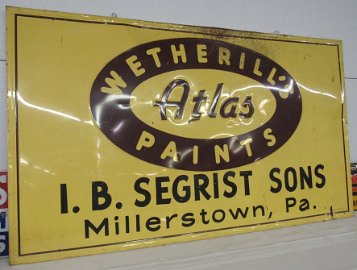 WETHERILL'S
Atlas
PAINTS
I. B. SEGRIST SONS
Millerstown, Pa.